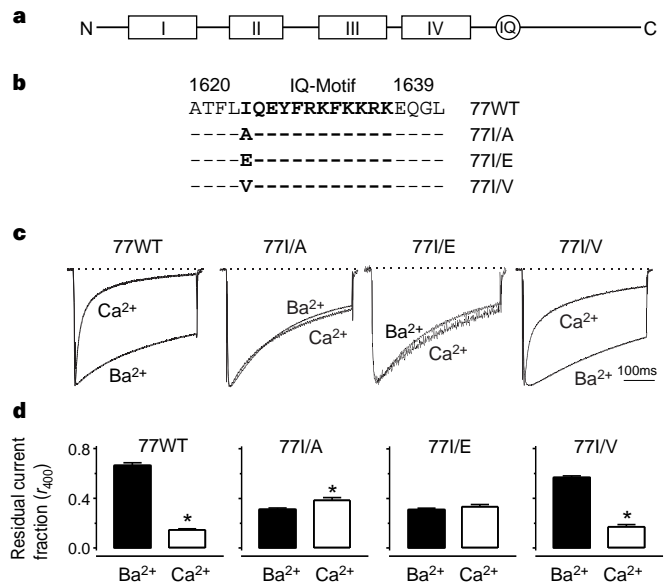 a
N I II III IV IQ C
b
1620 IQ-Motif 1639
ATFLIQEYFRKFKKRKEQGL 77WT
----A--------------- 77I/A
----E--------------- 77I/E
----V--------------- 77I/V
c
77WT 77I/A 77I/E 77I/V
Ca²⁺ Ba²⁺
Ba²⁺ Ca²⁺
Ba²⁺ Ca²⁺
Ca²⁺ Ba²⁺
100ms
d
Residual current
fraction (r400)
77WT 77I/A 77I/E 77I/V
0.8
0.4
0.0
* * *
Ba²⁺ Ca²⁺ Ba²⁺ Ca²⁺ Ba²⁺ Ca²⁺ Ba²⁺ Ca²⁺